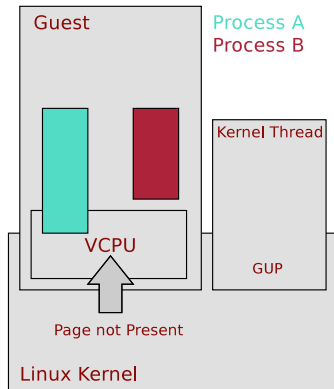 Guest
Process A
Process B
Kernel Thread
VCPU
GUP
Page not Present
Linux Kernel